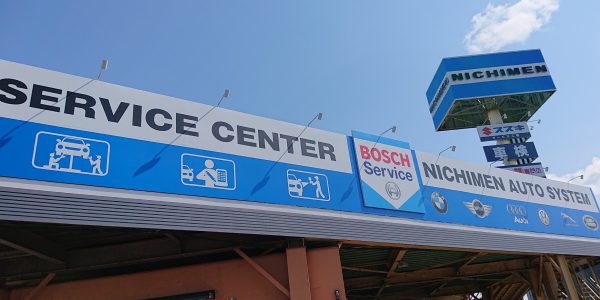 SERVICE CENTER
BOSCH
Service
NICHIMEN AUTO SYSTEM
NICHIMEN
スズキ
車検
Audi